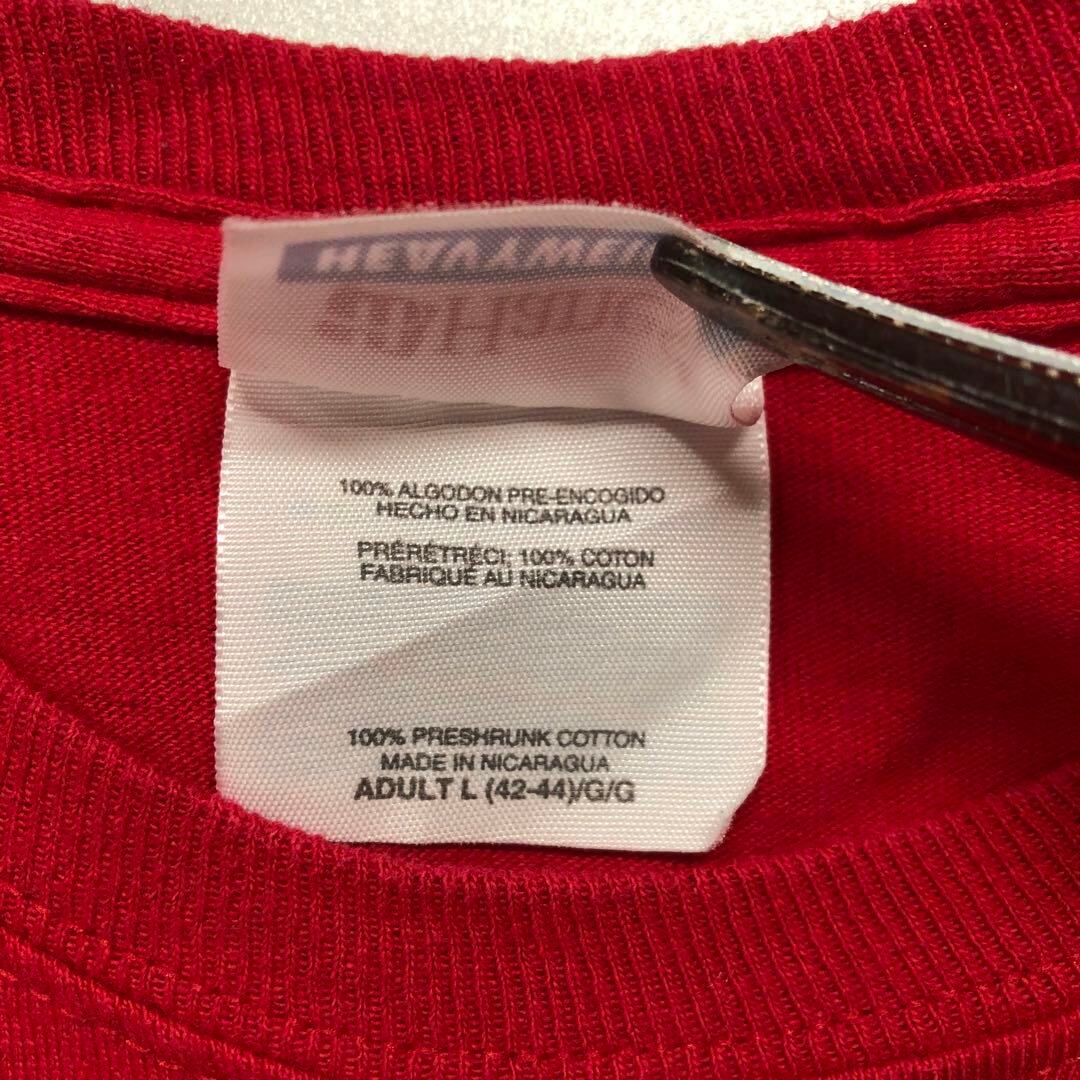 HEAVYWEI
100% ALGODON PRE-ENCOGIDO
HECHO EN NICARAGUA
PRÉRÉTRÉCI; 100% COTON
FABRIQUÉ AU NICARAGUA
100% PRESHRUNK COTTON
MADE IN NICARAGUA
ADULT L (42-44)/G/G